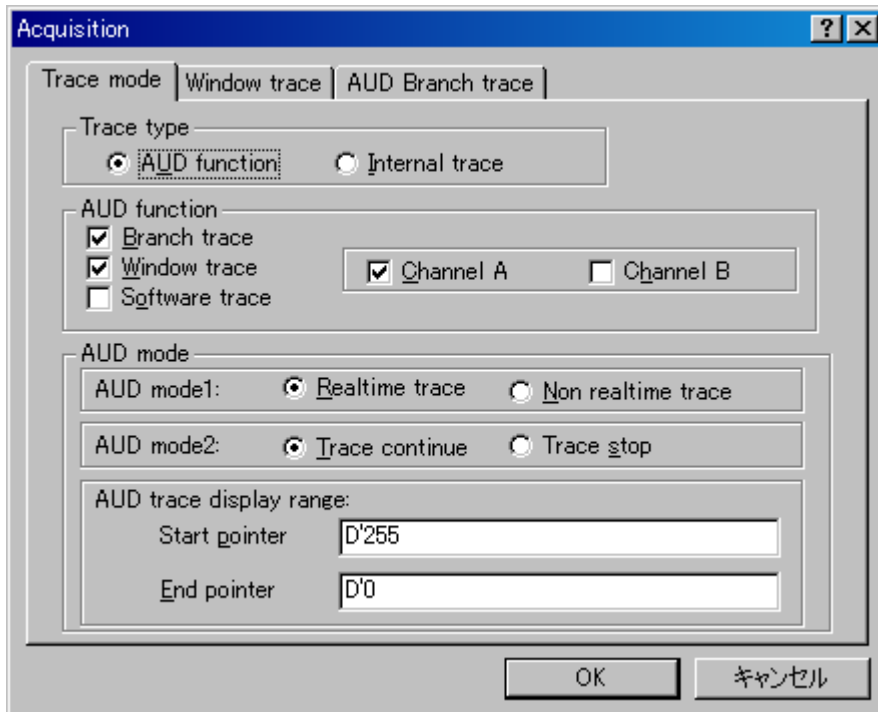 Acquisition
Trace mode Window trace AUD Branch trace
Trace type
AUD function Internal trace
AUD function
Branch trace
Window trace Channel A Channel B
Software trace
AUD mode
AUD mode1: Realtime trace Non realtime trace
AUD mode2: Trace continue Trace stop
AUD trace display range:
Start pointer D'255
End pointer D'0
OK キャンセル